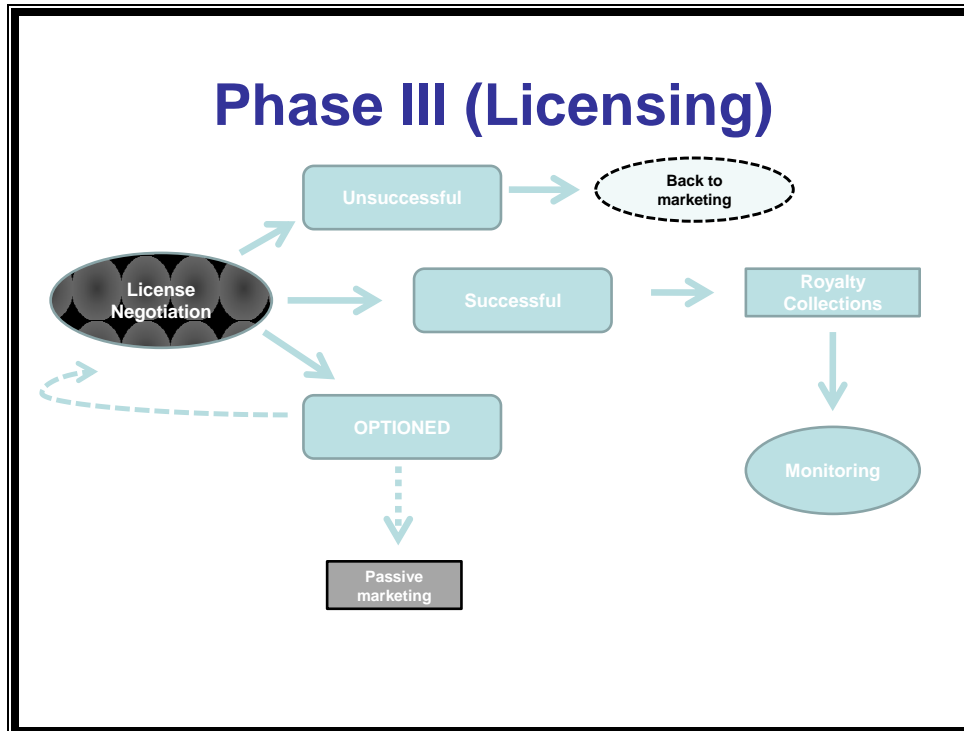 Phase III (Licensing)
Unsuccessful
Back to
marketing
License
Negotiation
Successful
Royalty
Collections
OPTIONED
Monitoring
Passive
marketing